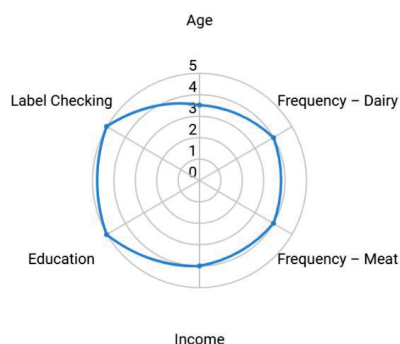 Age
5
4
3
2
1
0
Label Checking
Frequency – Dairy
Education
Frequency – Meat
Income